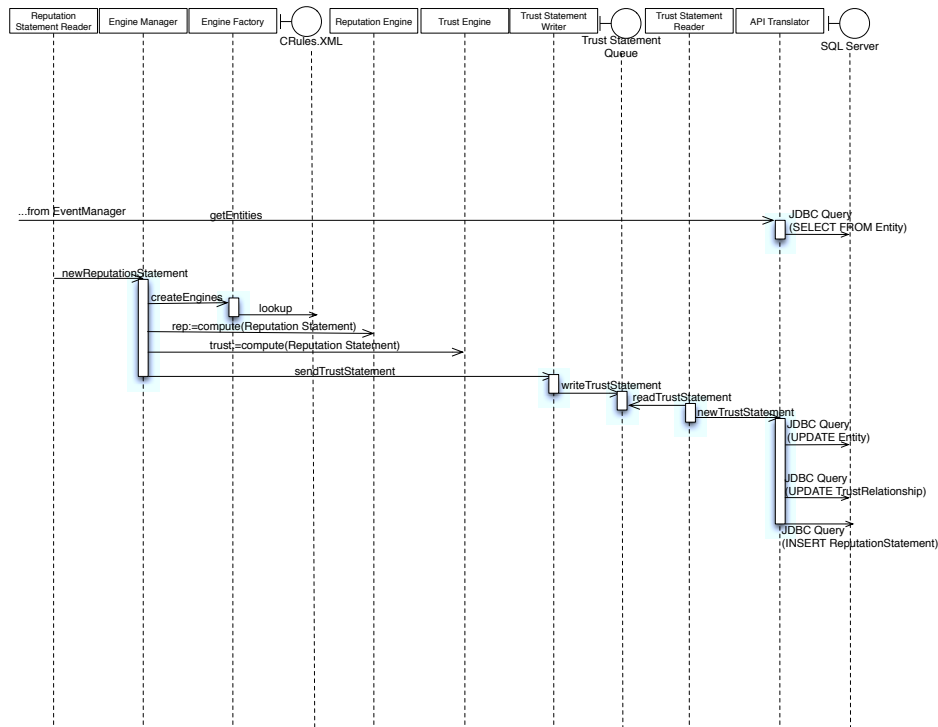 Reputation
Statement Reader
Engine Manager
Engine Factory
CRules.XML
Reputation Engine
Trust Engine
Trust Statement
Writer
Trust Statement
Queue
Trust Statement
Reader
API Translator
SQL Server
...from EventManager
getEntities
JDBC Query
(SELECT FROM Entity)
newReputationStatement
createEngines
lookup
rep:=compute(Reputation Statement)
trust:=compute(Reputation Statement)
sendTrustStatement
writeTrustStatement
readTrustStatement
newTrustStatement
JDBC Query
(UPDATE Entity)
JDBC Query
(UPDATE TrustRelationship)
JDBC Query
(INSERT ReputationStatement)